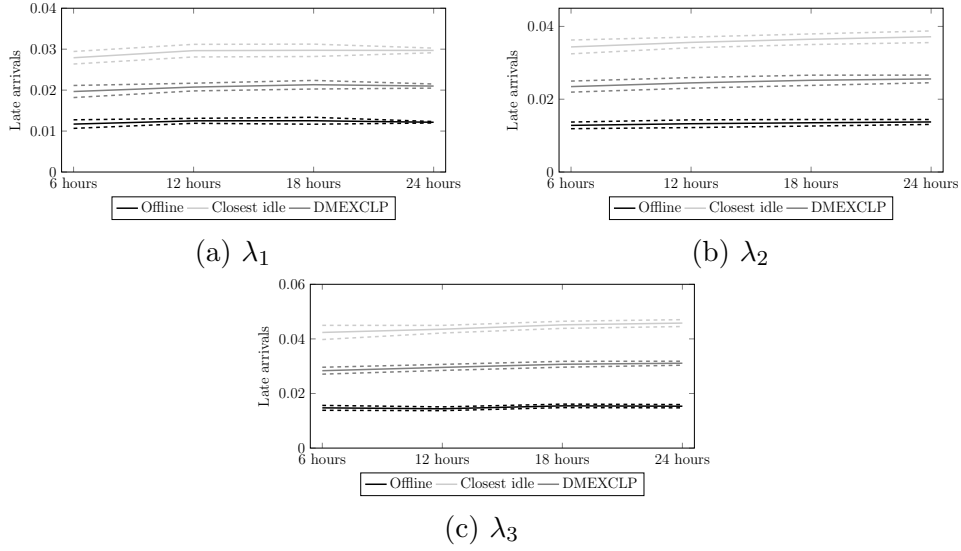 0.04
0.03
0.02
0.01
0
Late arrivals
6 hours 12 hours 18 hours 24 hours
Offline Closest idle DMEXCLP
(a) λ1
0.04
0.02
0
Late arrivals
6 hours 12 hours 18 hours 24 hours
Offline Closest idle DMEXCLP
(b) λ2
0.06
0.04
0.02
0
Late arrivals
6 hours 12 hours 18 hours 24 hours
Offline Closest idle DMEXCLP
(c) λ3